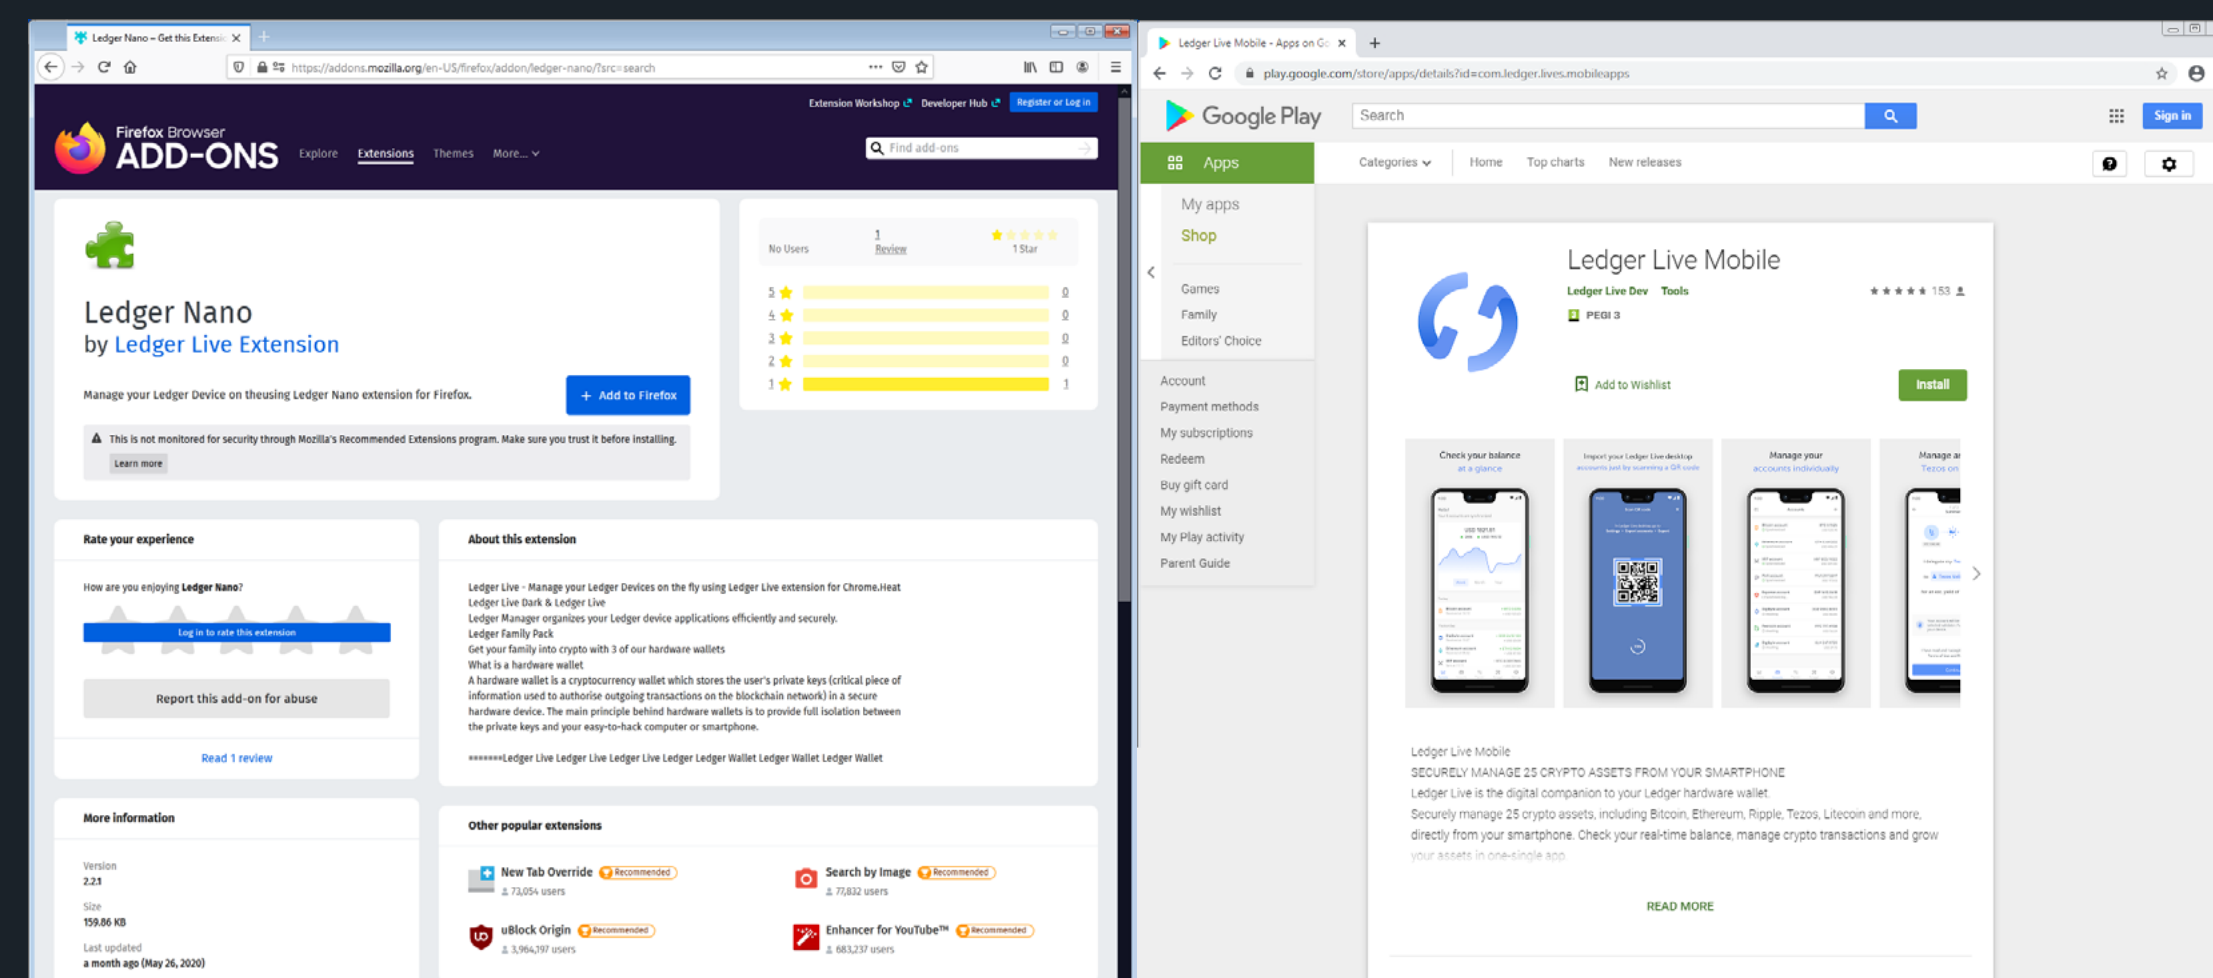 Ledger Nano – Get this Extensi
https://addons.mozilla.org/en-US/firefox/addon/ledger-nano/?src=search
Extension Workshop
Developer Hub
Register or Log in
Firefox Browser
ADD-ONS
Explore
Extensions
Themes
More...
Find add-ons
Ledger Nano
by Ledger Live Extension
Manage your Ledger Device on theusing Ledger Nano extension for Firefox.
+ Add to Firefox
This is not monitored for security through Mozilla's Recommended Extensions program. Make sure you trust it before installing.
Learn more
No Users
1
Review
1 Star
5 0
4 0
3 0
2 0
1 1
Rate your experience
How are you enjoying Ledger Nano?
Log in to rate this extension
Report this add-on for abuse
Read 1 review
About this extension
Ledger Live - Manage your Ledger Devices on the fly using Ledger Live extension for Chrome.Heat
Ledger Live Dark & Ledger Live
Ledger Manager organizes your Ledger device applications efficiently and securely.
Ledger Family Pack
Get your family into crypto with 3 of our hardware wallets
What is a hardware wallet
A hardware wallet is a cryptocurrency wallet which stores the user's private keys (critical piece of
information used to authorise outgoing transactions on the blockchain network) in a secure
hardware device. The main principle behind hardware wallets is to provide full isolation between
the private keys and your easy-to-hack computer or smartphone.
=======Ledger Live Ledger Live Ledger Live Ledger Ledger Wallet Ledger Wallet Ledger Wallet
More information
Version
2.2.1
Size
159.86 KB
Last updated
a month ago (May 26, 2020)
Other popular extensions
New Tab Override
Recommended
73,054 users
Search by Image
Recommended
77,832 users
uBlock Origin
Recommended
3,964,197 users
Enhancer for YouTube™
Recommended
683,237 users
Ledger Live Mobile - Apps on Go
play.google.com/store/apps/details?id=com.ledger.lives.mobileapps
Google Play
Search
Sign in
Apps
Categories
Home
Top charts
New releases
My apps
Shop
Games
Family
Editors' Choice
Account
Payment methods
My subscriptions
Redeem
Buy gift card
My wishlist
My Play activity
Parent Guide
Ledger Live Mobile
Ledger Live Dev
Tools
153
3 PEGI 3
Add to Wishlist
Install
Check your balance
at a glance
Import your Ledger Live desktop
accounts just by scanning a QR code
Manage your
accounts individually
Manage ar
Tezos on
Accounts
Ledger Live Mobile
SECURELY MANAGE 25 CRYPTO ASSETS FROM YOUR SMARTPHONE
Ledger Live is the digital companion to your Ledger hardware wallet.
Securely manage 25 crypto assets, including Bitcoin, Ethereum, Ripple, Tezos, Litecoin and more,
directly from your smartphone. Check your real-time balance, manage crypto transactions and grow
your assets in one-single app.
READ MORE